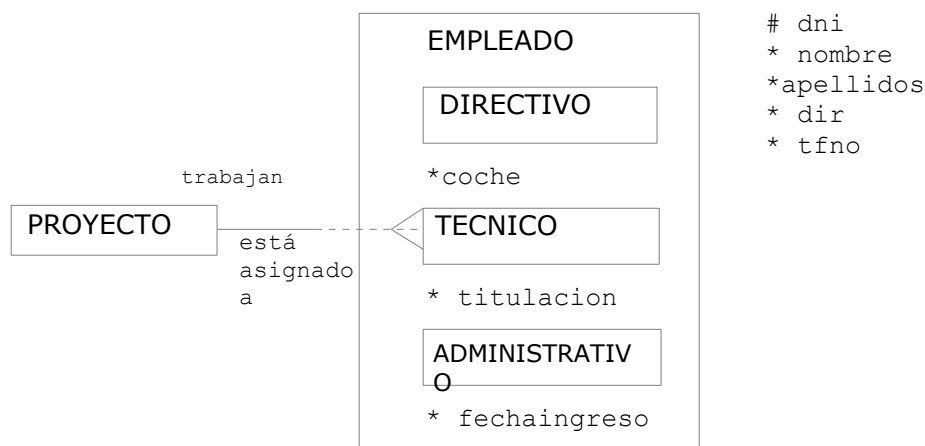 EMPLEADO
# dni
* nombre
*apellidos
* dir
* tfno
DIRECTIVO
*coche
trabajan
PROYECTO
está
asignado
a
TECNICO
* titulacion
ADMINISTRATIV
O
* fechaingreso